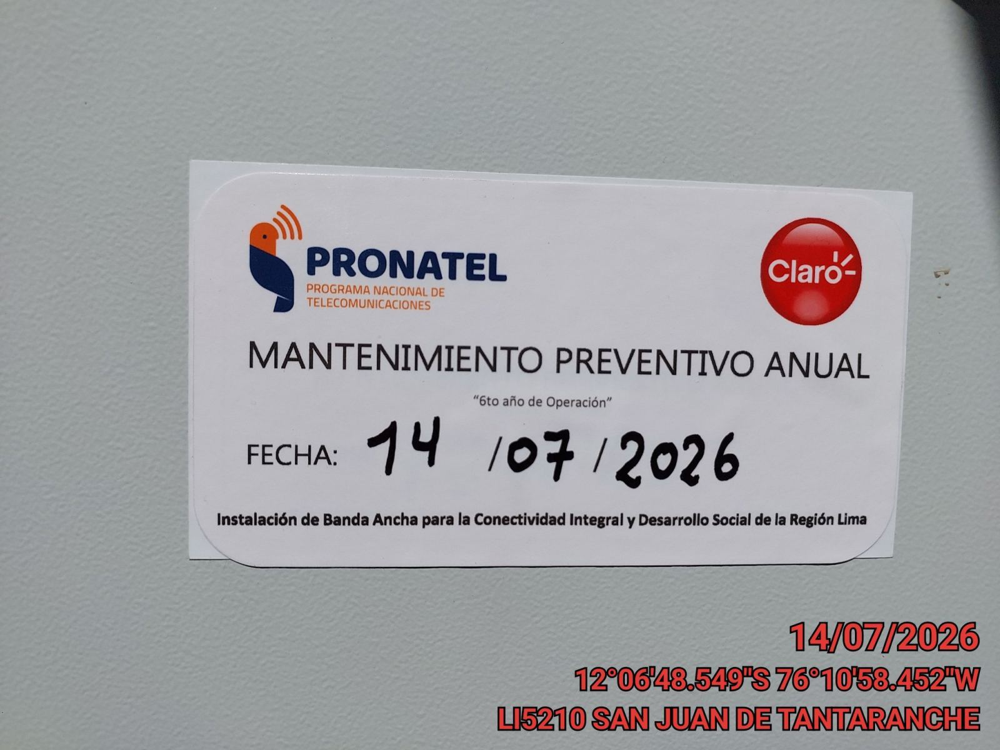 PRONATEL
PROGRAMA NACIONAL DE
TELECOMUNICACIONES
Claro
MANTENIMIENTO PREVENTIVO ANUAL
“6to año de Operación”
FECHA: 14 /07 / 2026
Instalación de Banda Ancha para la Conectividad Integral y Desarrollo Social de la Región Lima
14/07/2026
12°06'48.549"S 76°10'58.452"W
LI5210 SAN JUAN DE TANTARANCHE